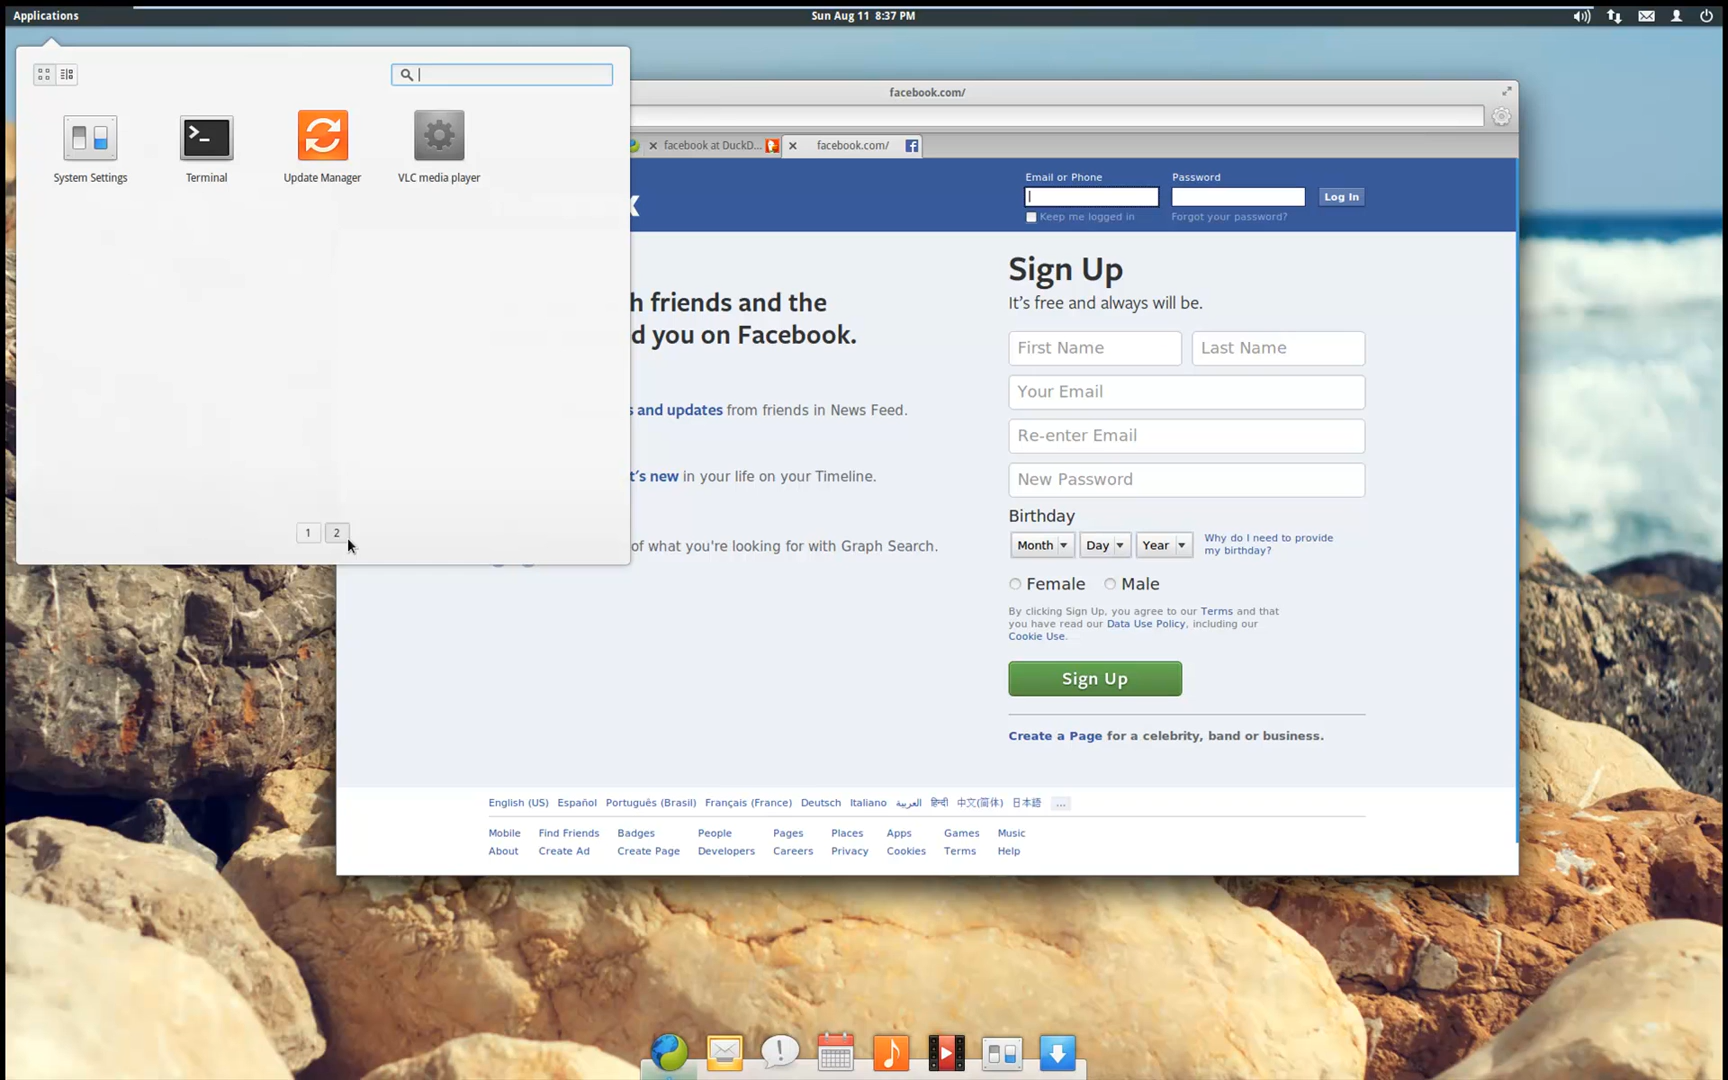 Applications
Sun Aug 11 8:37 PM
facebook.com/
facebook at DuckD...
facebook.com/
System Settings
Terminal
Update Manager
VLC media player
1
2
Email or Phone
Password
Log In
Keep me logged in
Forgot your password?
h friends and the
d you on Facebook.
s and updates from friends in News Feed.
t's new in your life on your Timeline.
of what you're looking for with Graph Search.
Sign Up
It's free and always will be.
First Name
Last Name
Your Email
Re-enter Email
New Password
Birthday
Month
Day
Year
Why do I need to provide
my birthday?
Female
Male
By clicking Sign Up, you agree to our Terms and that
you have read our Data Use Policy, including our
Cookie Use.
Sign Up
Create a Page for a celebrity, band or business.
English (US) Español Português (Brasil) Français (France) Deutsch Italiano العربية हिन्दी 中文(简体) 日本語 ...
Mobile Find Friends Badges People Pages Places Apps Games Music
About Create Ad Create Page Developers Careers Privacy Cookies Terms Help